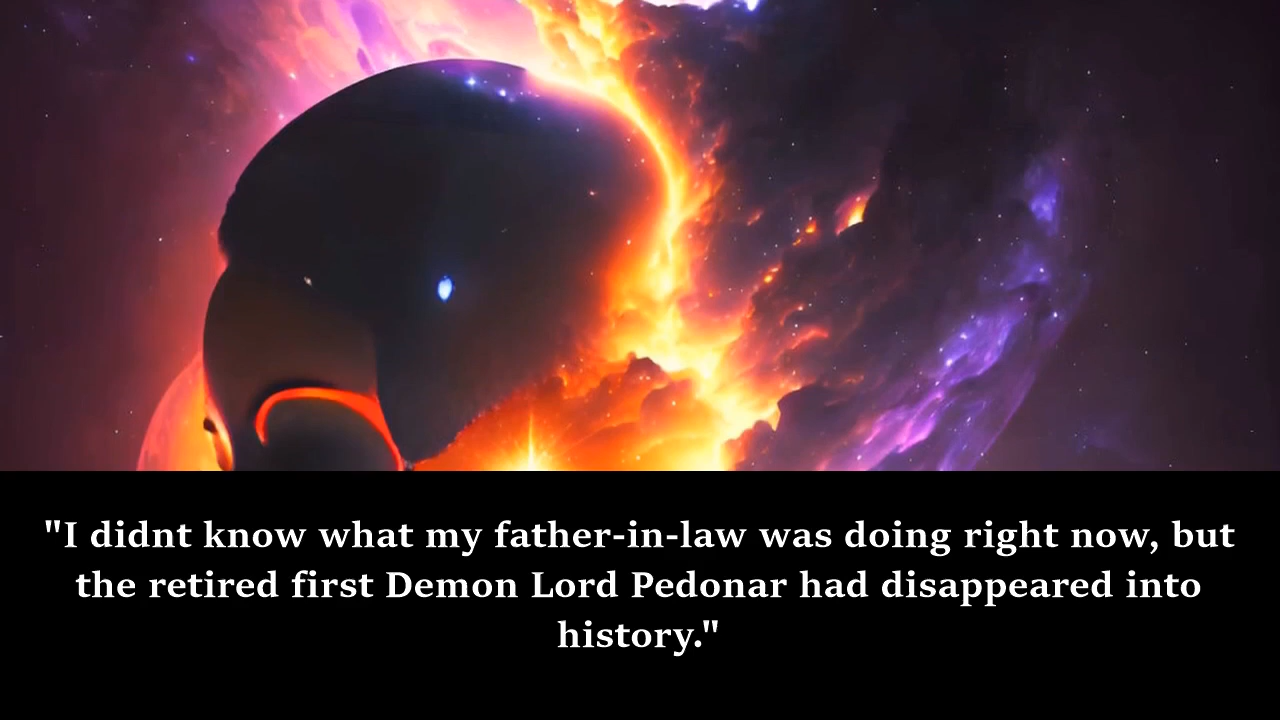 "I didnt know what my father-in-law was doing right now, but
the retired first Demon Lord Pedonar had disappeared into
history."